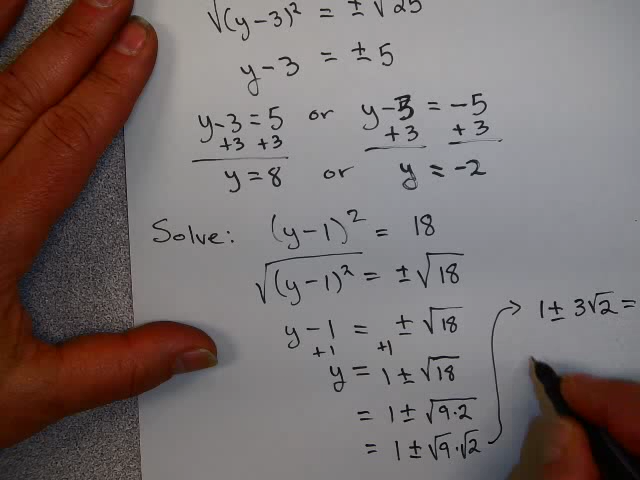 √(y-3)² = ±√25
y-3 = ±5
y-3=5 or y-3 = -5
+3 +3 +3 +3
y=8 or y = -2
Solve: (y-1)² = 18
√(y-1)² = ±√18
y-1 = ±√18
+1 +1
y = 1±√18
= 1±√9·2
= 1±√9·√2
1±3√2 =